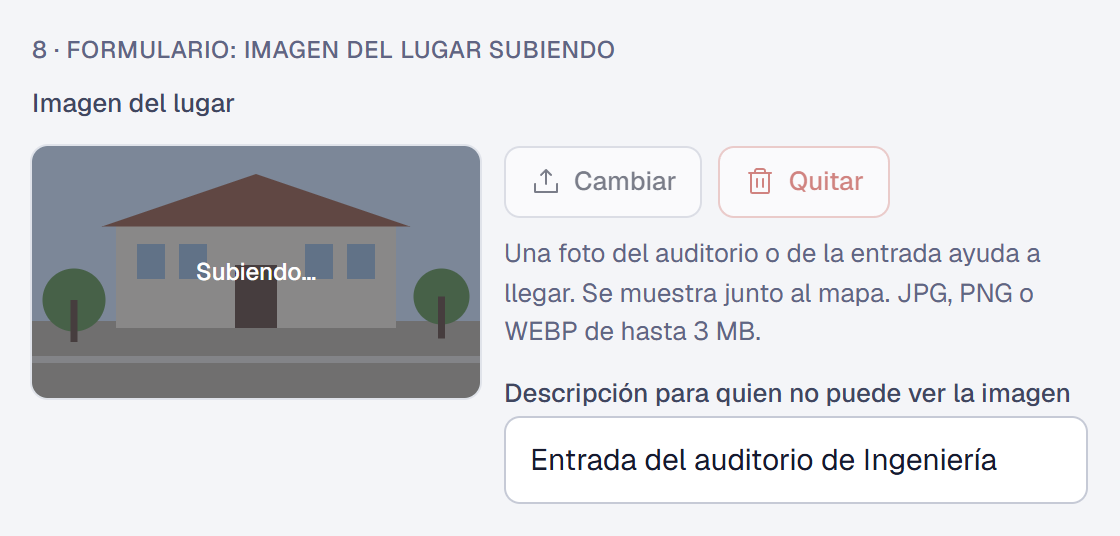 8 · FORMULARIO: IMAGEN DEL LUGAR SUBIENDO
Imagen del lugar
Subiendo…
Cambiar
Quitar
Una foto del auditorio o de la entrada ayuda a
llegar. Se muestra junto al mapa. JPG, PNG o
WEBP de hasta 3 MB.
Descripción para quien no puede ver la imagen
Entrada del auditorio de Ingeniería